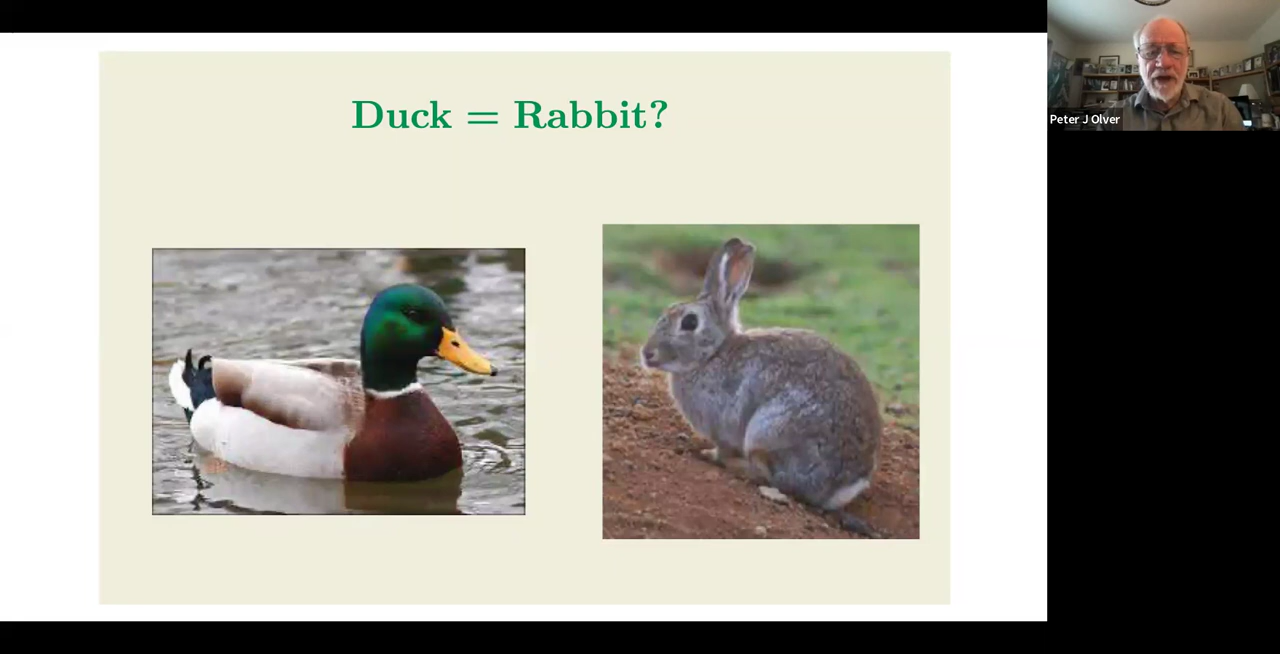 Duck = Rabbit?
Peter J Olver